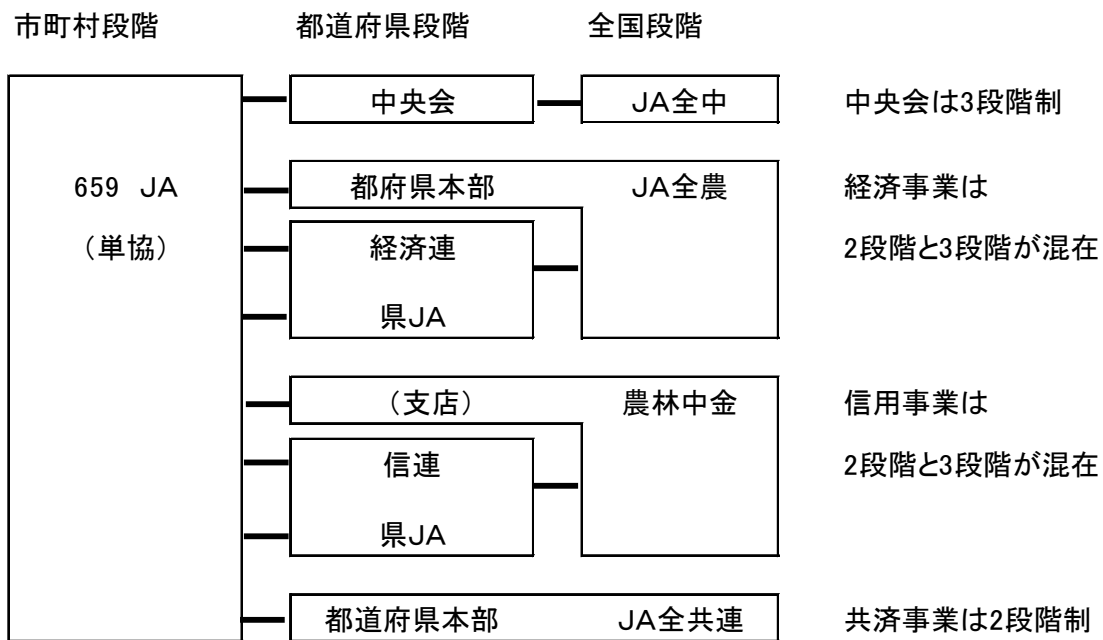 市町村段階 都道府県段階 全国段階
中央会 JA全中 中央会は3段階制
659 JA 都府県本部 JA全農 経済事業は
(単協) 経済連 2段階と3段階が混在
県JA
(支店) 農林中金 信用事業は
信連 2段階と3段階が混在
県JA
都道府県本部 JA全共連 共済事業は2段階制